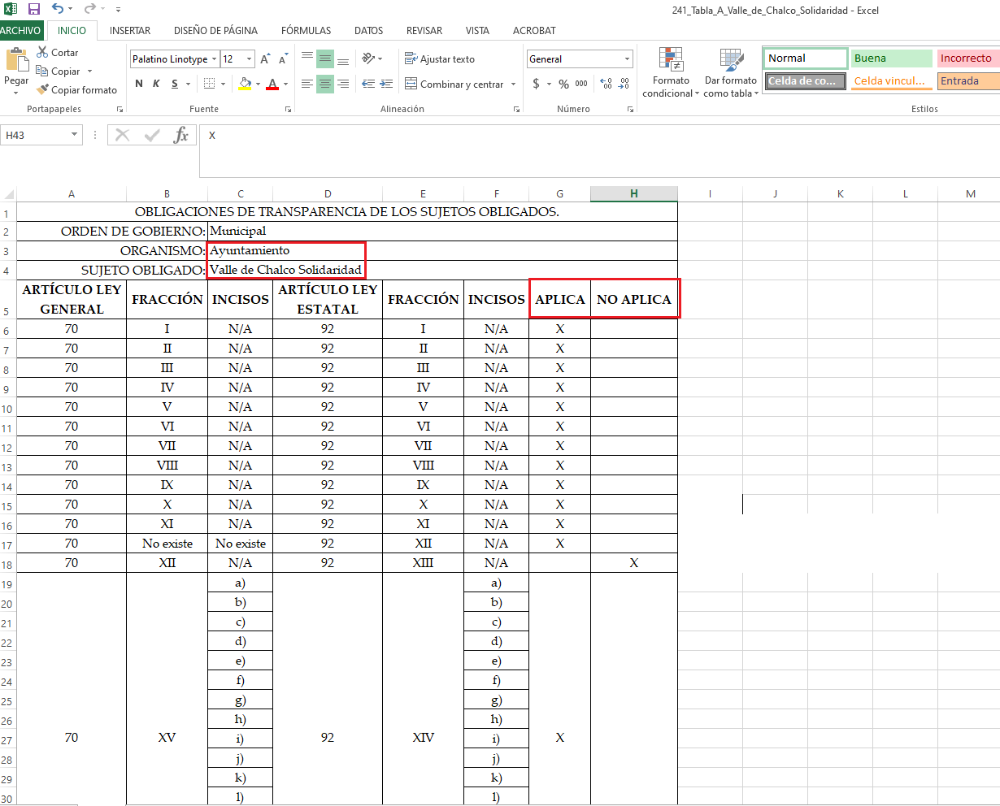 241_Tabla_A_Valle_de_Chalco_Solidaridad - Excel
ARCHIVO INICIO INSERTAR DISEÑO DE PÁGINA FÓRMULAS DATOS REVISAR VISTA ACROBAT
Pegar
Cortar
Copiar
Copiar formato
Portapapeles
Palatino Linotype 12 A A
N K S A
Fuente
Ajustar texto
Combinar y centrar
Alineación
General
$ % 000
Número
Formato condicional
Dar formato como tabla
Normal Buena Incorrecto
Celda de co... Celda vincul... Entrada
Estilos
H43 fx X
A B C D E F G H I J K L M
1 OBLIGACIONES DE TRANSPARENCIA DE LOS SUJETOS OBLIGADOS.
2 ORDEN DE GOBIERNO: Municipal
3 ORGANISMO: Ayuntamiento
4 SUJETO OBLIGADO: Valle de Chalco Solidaridad
5 ARTÍCULO LEY GENERAL FRACCIÓN INCISOS ARTÍCULO LEY ESTATAL FRACCIÓN INCISOS APLICA NO APLICA
6 70 I N/A 92 I N/A X
7 70 II N/A 92 II N/A X
8 70 III N/A 92 III N/A X
9 70 IV N/A 92 IV N/A X
10 70 V N/A 92 V N/A X
11 70 VI N/A 92 VI N/A X
12 70 VII N/A 92 VII N/A X
13 70 VIII N/A 92 VIII N/A X
14 70 IX N/A 92 IX N/A X
15 70 X N/A 92 X N/A X
16 70 XI N/A 92 XI N/A X
17 70 No existe No existe 92 XII N/A X
18 70 XII N/A 92 XIII N/A X
19 a) a)
20 b) b)
21 c) c)
22 d) d)
23 e) e)
24 f) f)
25 g) g)
26 h) h)
27 70 XV i) 92 XIV i) X
28 j) j)
29 k) k)
30 l) l)